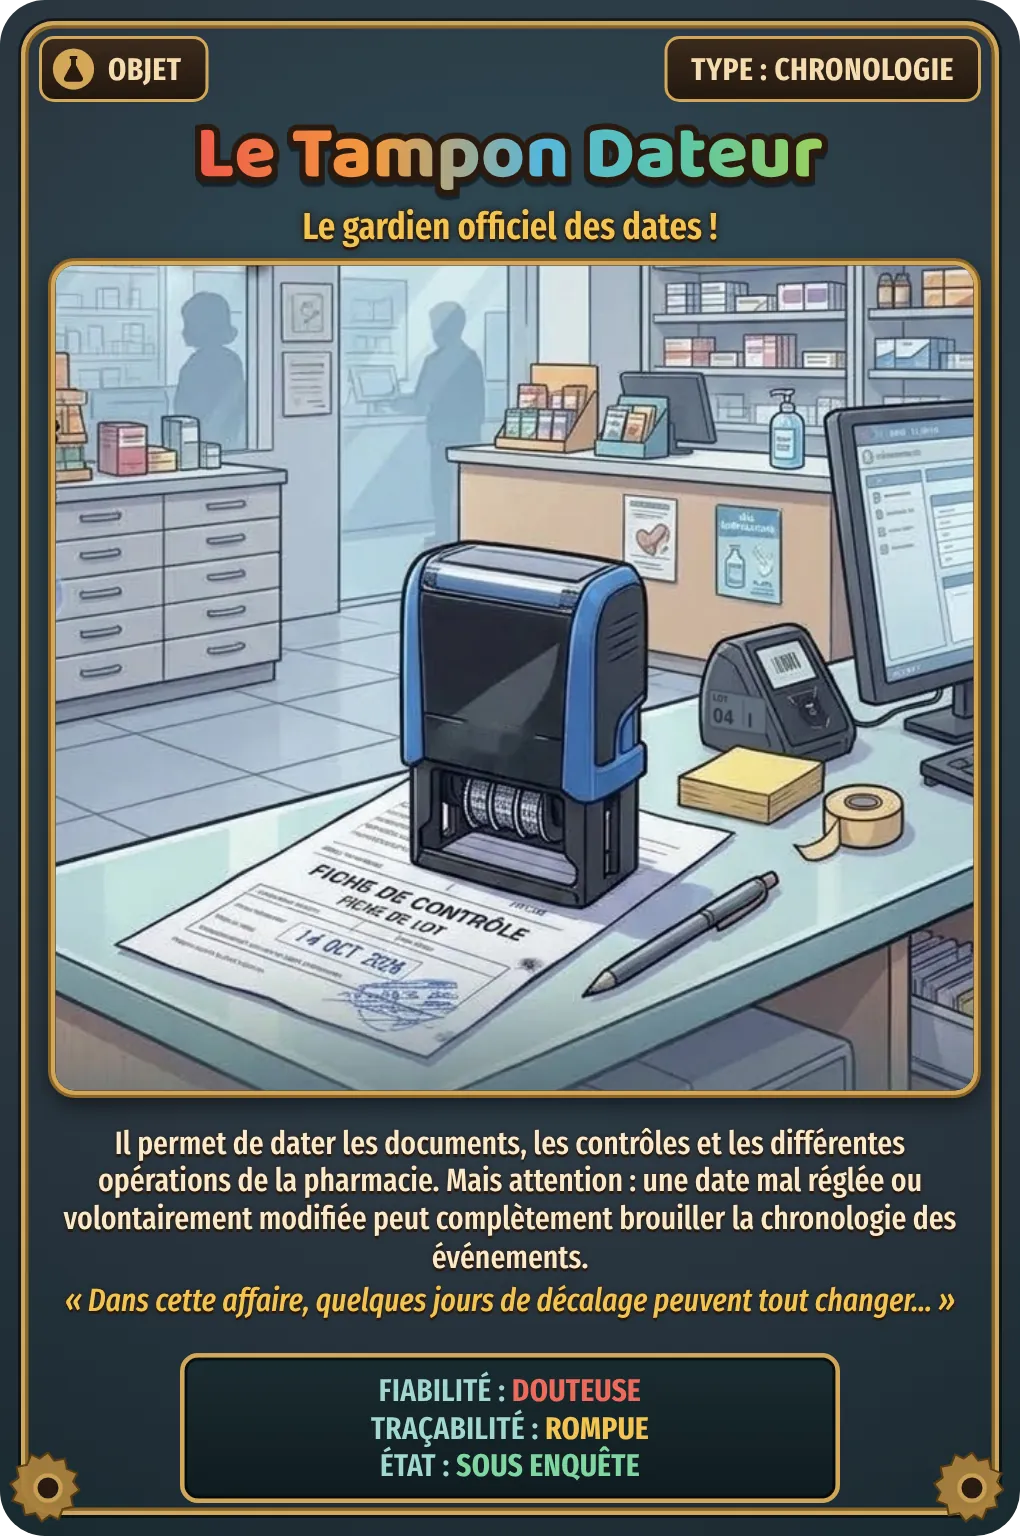 OBJET
TYPE : CHRONOLOGIE
Le Tampon Dateur
Le gardien officiel des dates !
LOT
04
FICHE DE CONTRÔLE
FICHE DE LOT
14 OCT 2026
Il permet de dater les documents, les contrôles et les différentes
opérations de la pharmacie. Mais attention : une date mal réglée ou
volontairement modifiée peut complètement brouiller la chronologie des
événements.
« Dans cette affaire, quelques jours de décalage peuvent tout changer... »
FIABILITÉ : DOUTEUSE
TRAÇABILITÉ : ROMPUE
ÉTAT : SOUS ENQUÊTE